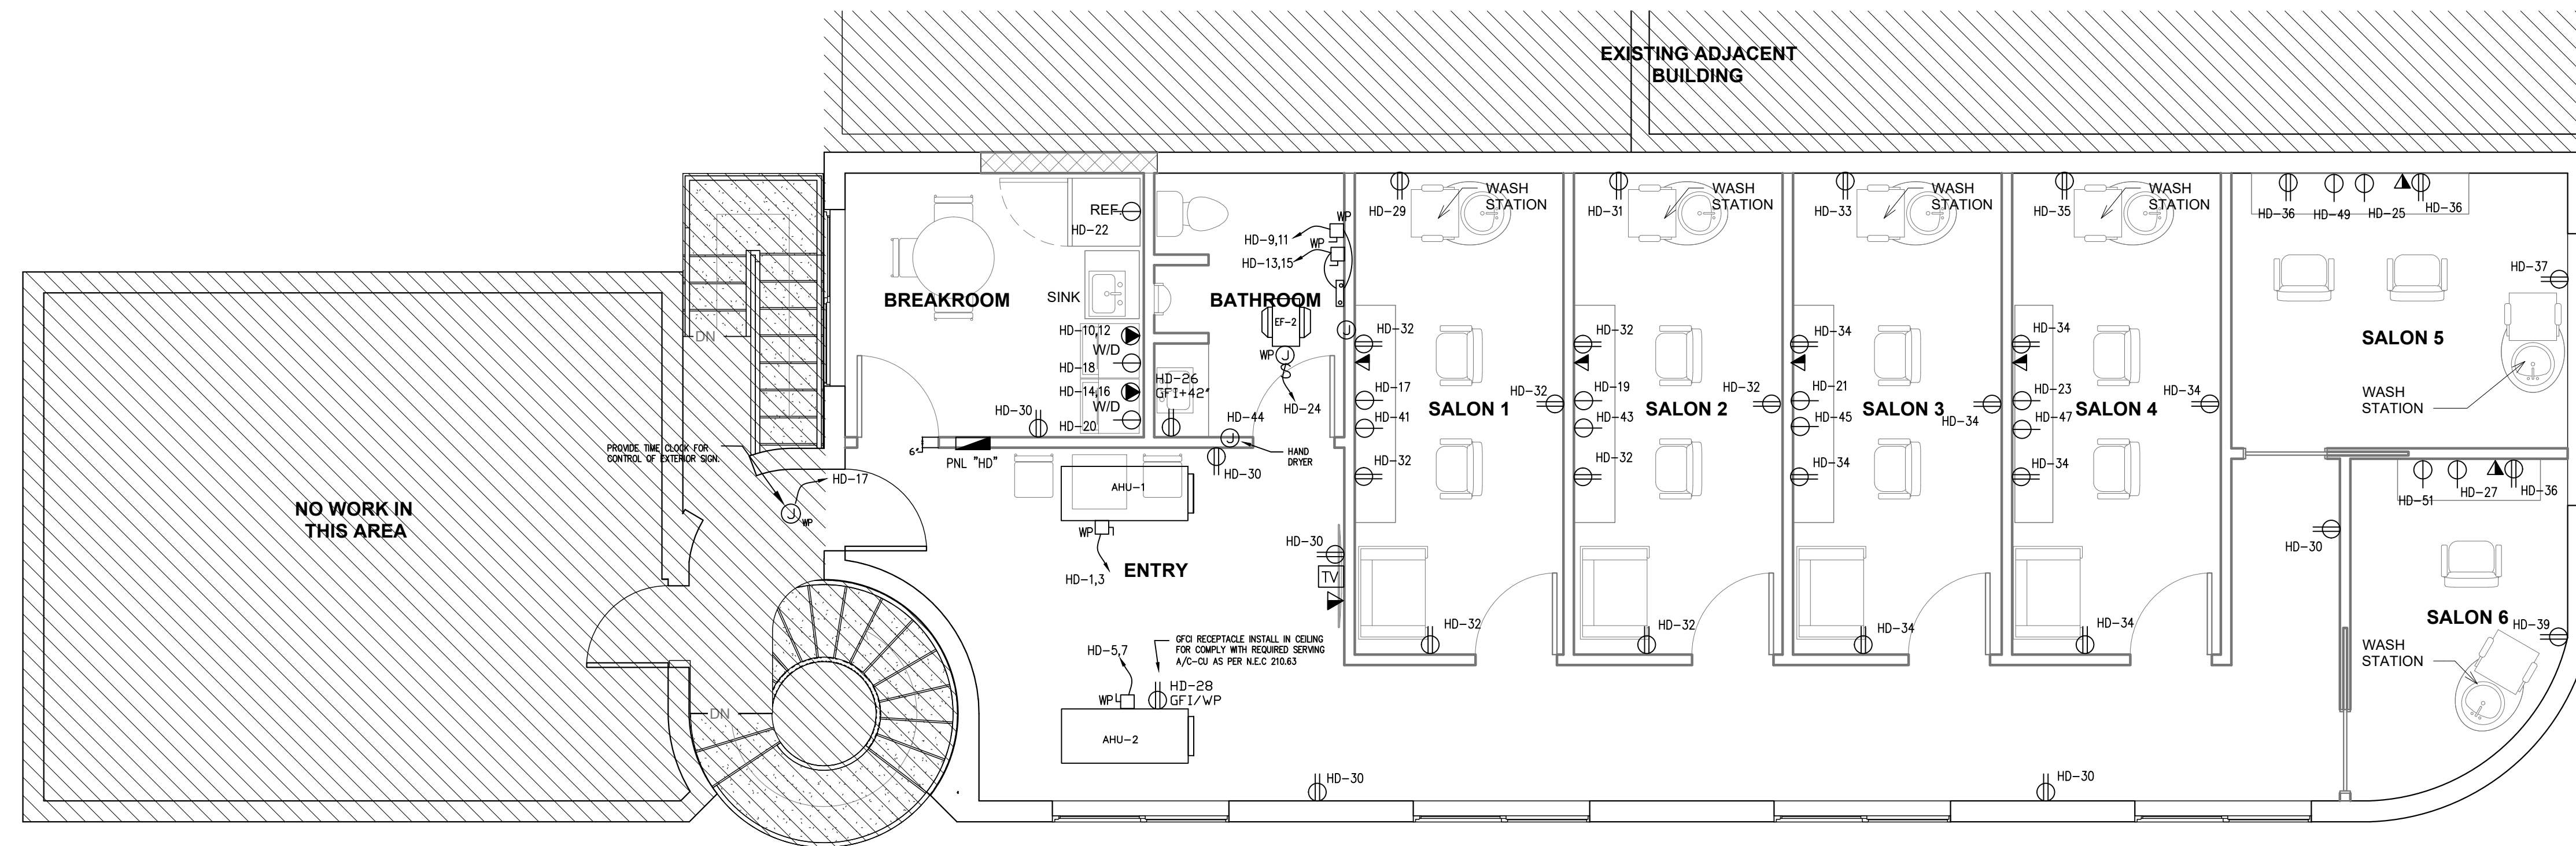 EXISTING ADJACENT
BUILDING
NO WORK IN
THIS AREA
DN
DN
PROVIDE TIME CLOCK FOR
CONTROL OF EXTERIOR SIGN.
HD-17
J
WP
BREAKROOM
REF.
HD-22
SINK
HD-10,12
W/D
HD-18
HD-14,16
W/D
HD-20
HD-30
6"
PNL "HD"
BATHROOM
WP
HD-9,11
WP
HD-13,15
EF-2
J
WP
J
HD-24
HD-26
GFI+42"
HD-44
J
HAND
DRYER
HD-30
AHU-1
WP
HD-1,3
ENTRY
HD-30
TV
GFCI RECEPTACLE INSTALL IN CEILING
FOR COMPLY WITH REQUIRED SERVING
A/C-CU AS PER N.E.C 210.63
HD-5,7
WP
HD-28
GFI/WP
AHU-2
HD-30
HD-30
HD-29
WASH
STATION
HD-32
HD-17
HD-41
SALON 1
HD-32
HD-32
HD-32
HD-31
WASH
STATION
HD-32
HD-19
HD-43
SALON 2
HD-32
HD-32
HD-32
HD-33
WASH
STATION
HD-34
HD-21
HD-45
SALON 3
HD-34
HD-34
HD-34
HD-35
WASH
STATION
HD-34
HD-23
HD-47
SALON 4
HD-34
HD-34
HD-34
HD-36
HD-49
HD-25
HD-36
HD-37
SALON 5
WASH
STATION
HD-51
HD-27
HD-36
HD-30
SALON 6
HD-39
WASH
STATION